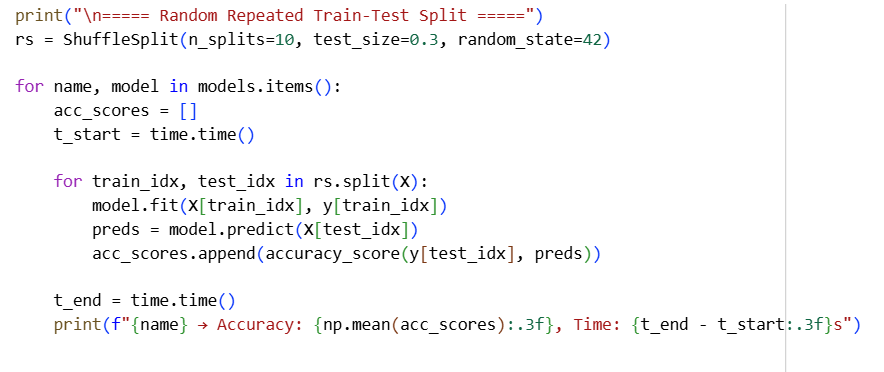 print("\n===== Random Repeated Train-Test Split =====")
rs = ShuffleSplit(n_splits=10, test_size=0.3, random_state=42)

for name, model in models.items():
    acc_scores = []
    t_start = time.time()

    for train_idx, test_idx in rs.split(X):
        model.fit(X[train_idx], y[train_idx])
        preds = model.predict(X[test_idx])
        acc_scores.append(accuracy_score(y[test_idx], preds))

    t_end = time.time()
    print(f"{name} → Accuracy: {np.mean(acc_scores):.3f}, Time: {t_end - t_start:.3f}s")